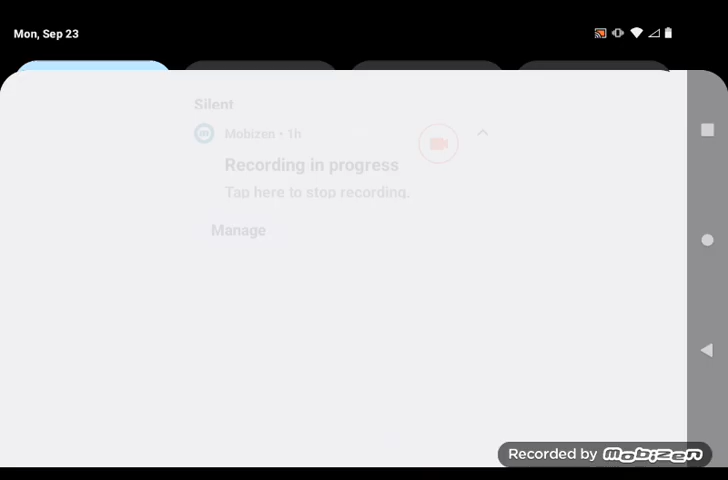 Mon, Sep 23
Silent
Mobizen • 1h
Recording in progress
Tap here to stop recording.
Manage
Recorded by mobizen